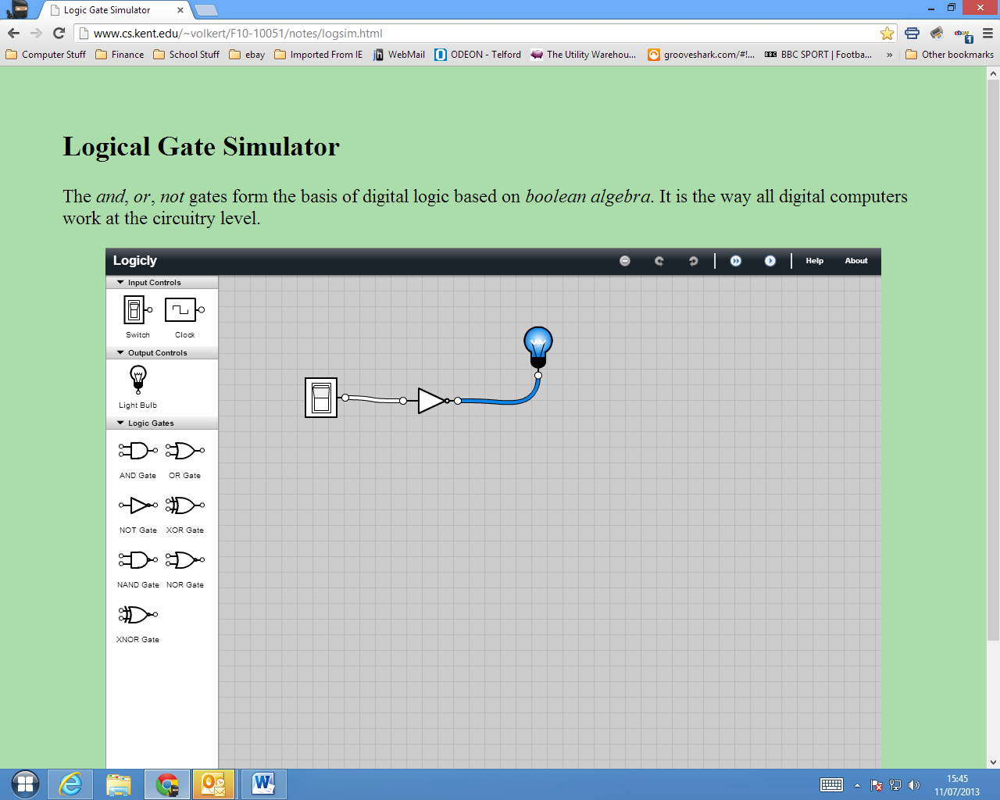 Logic Gate Simulator
www.cs.kent.edu/~volkert/F10-10051/notes/logsim.html
ebay 1
Computer Stuff Finance School Stuff ebay Imported From IE WebMail ODEON - Telford The Utility Warehou... grooveshark.com/#!... BBC BBC SPORT | Footba... » Other bookmarks
Logical Gate Simulator
The and, or, not gates form the basis of digital logic based on boolean algebra. It is the way all digital computers
work at the circuitry level.
Logicly Help About
Input Controls
Switch Clock
Output Controls
Light Bulb
Logic Gates
AND Gate OR Gate
NOT Gate XOR Gate
NAND Gate NOR Gate
XNOR Gate
15:45
11/07/2013